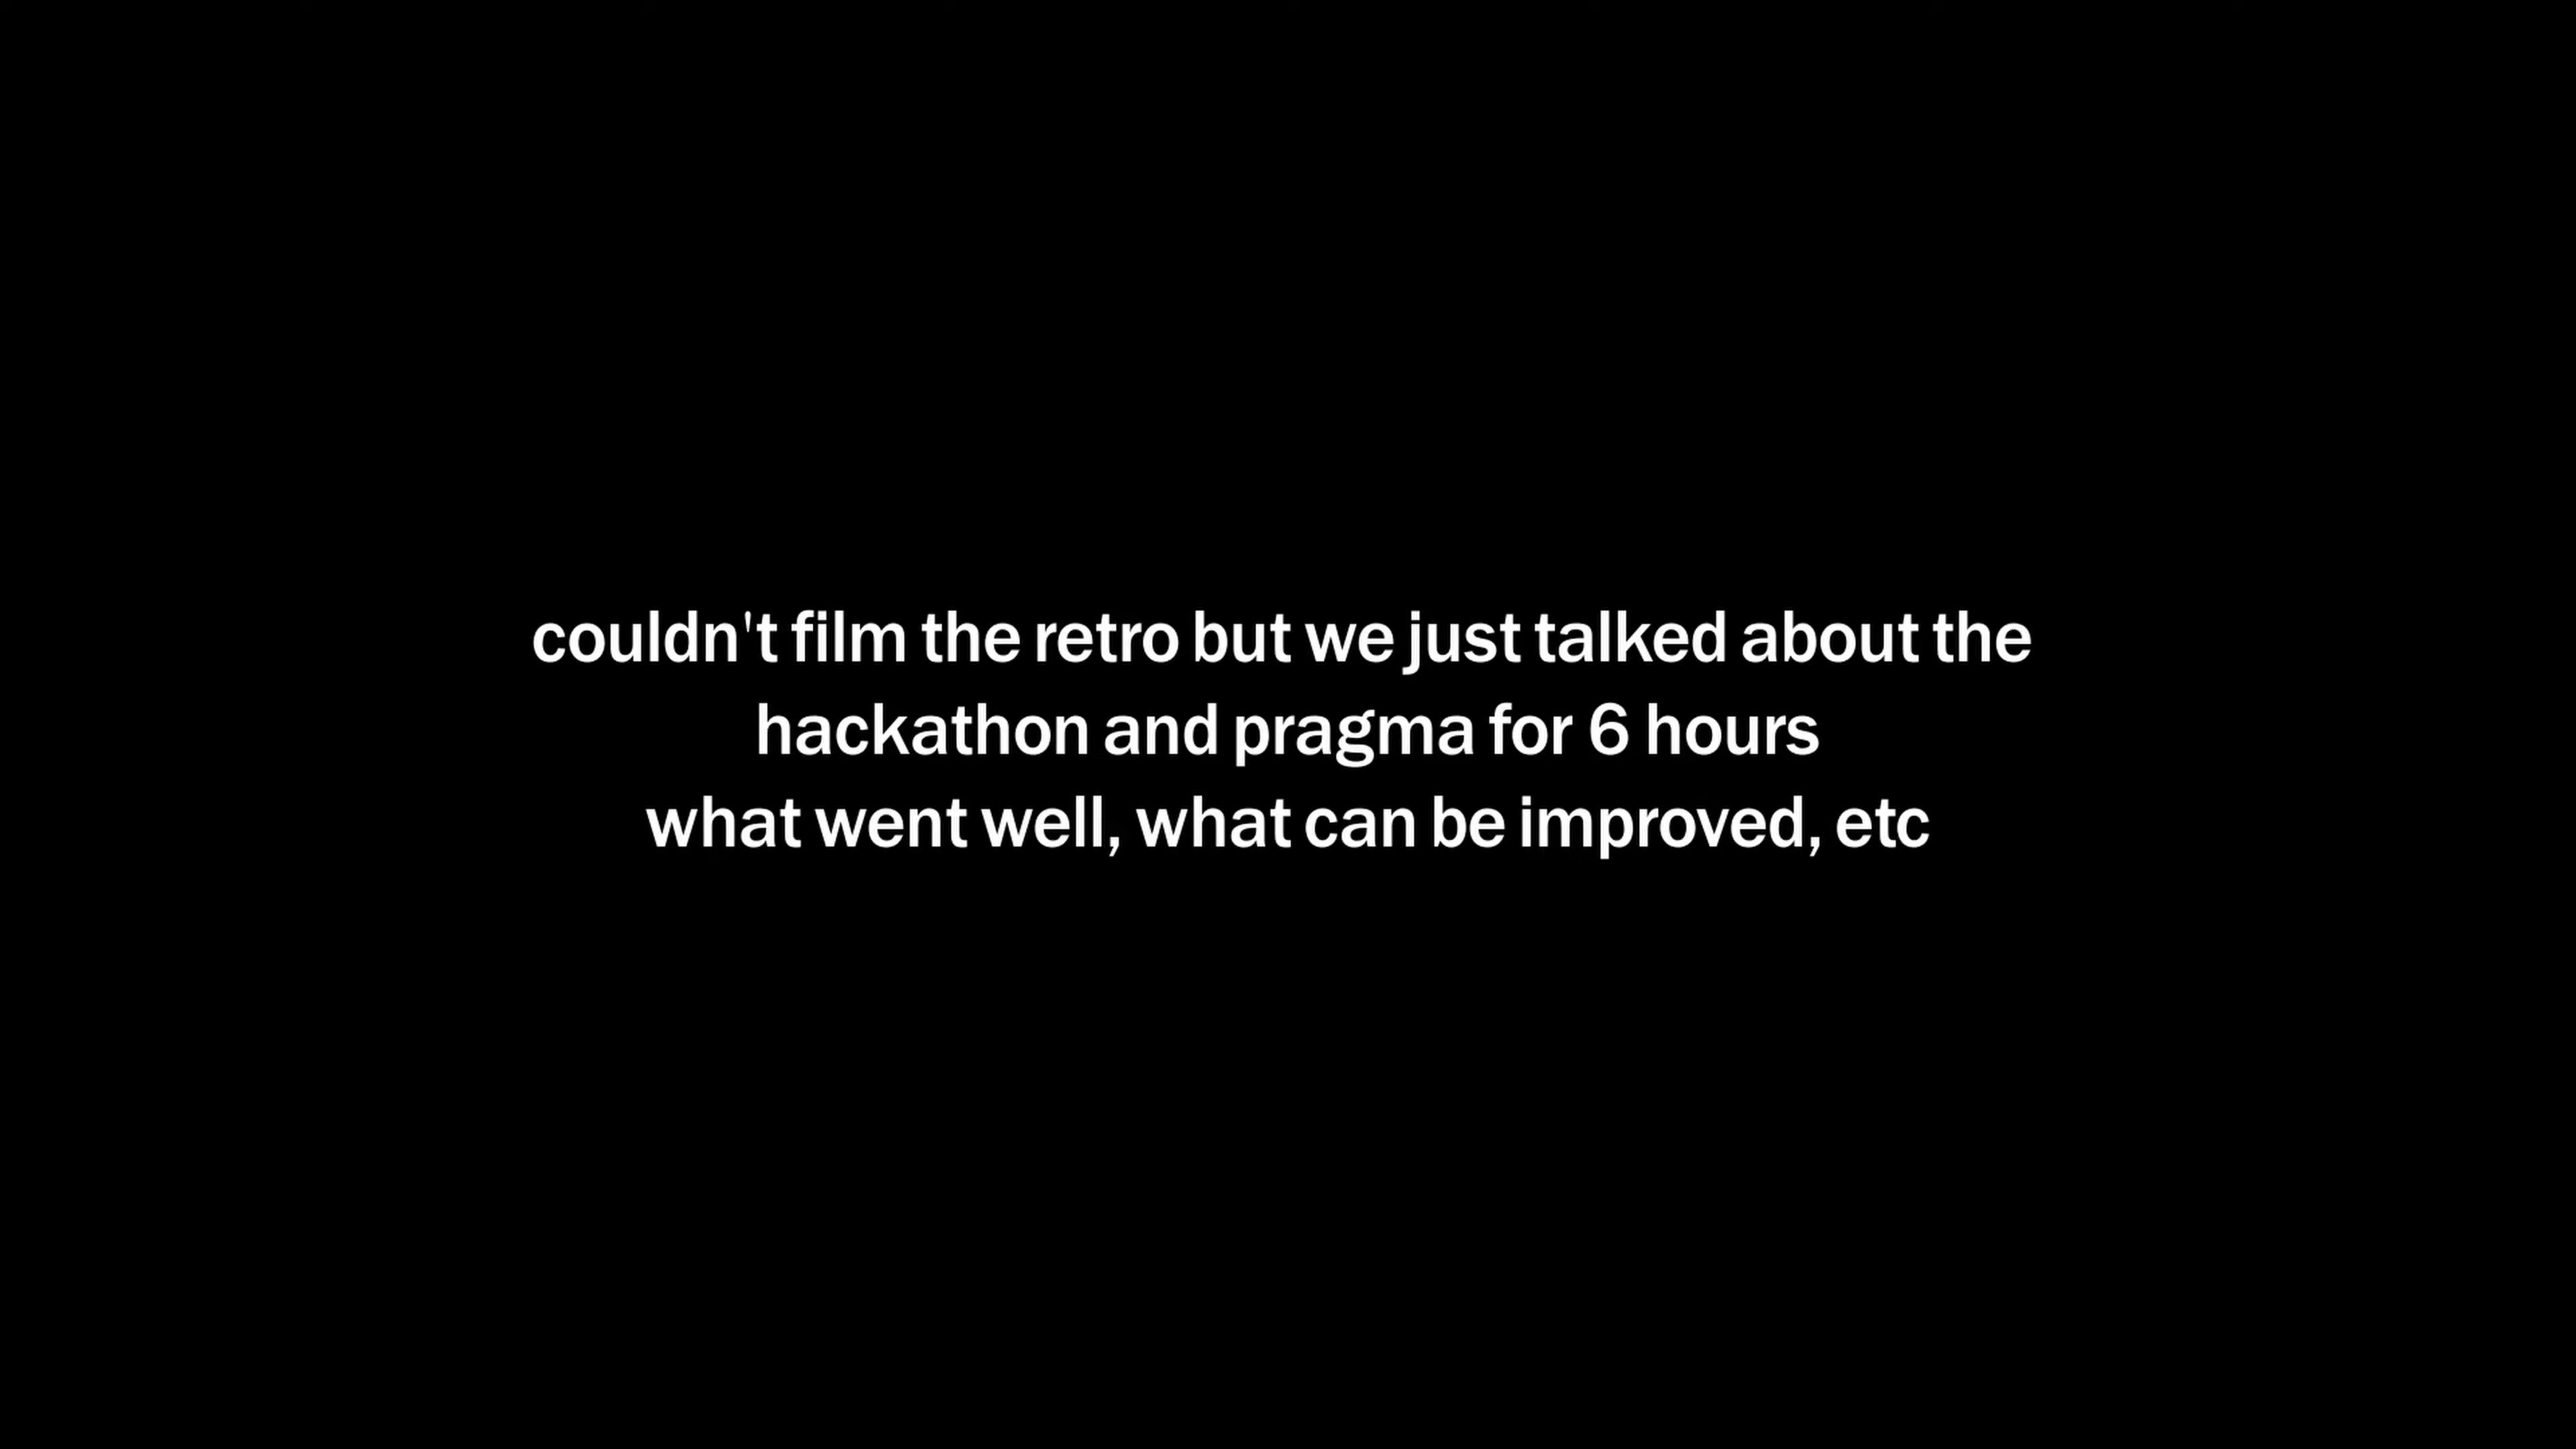 couldn't film the retro but we just talked about the
hackathon and pragma for 6 hours
what went well, what can be improved, etc